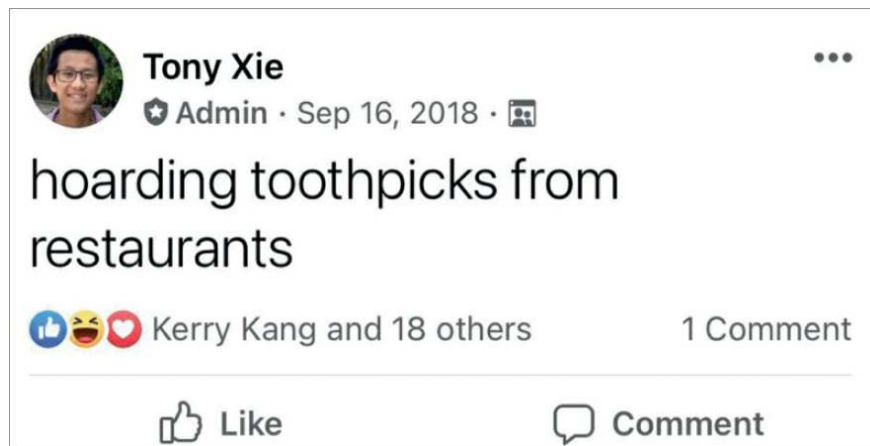 Tony Xie
Admin · Sep 16, 2018 ·
hoarding toothpicks from
restaurants
Kerry Kang and 18 others 1 Comment
Like Comment